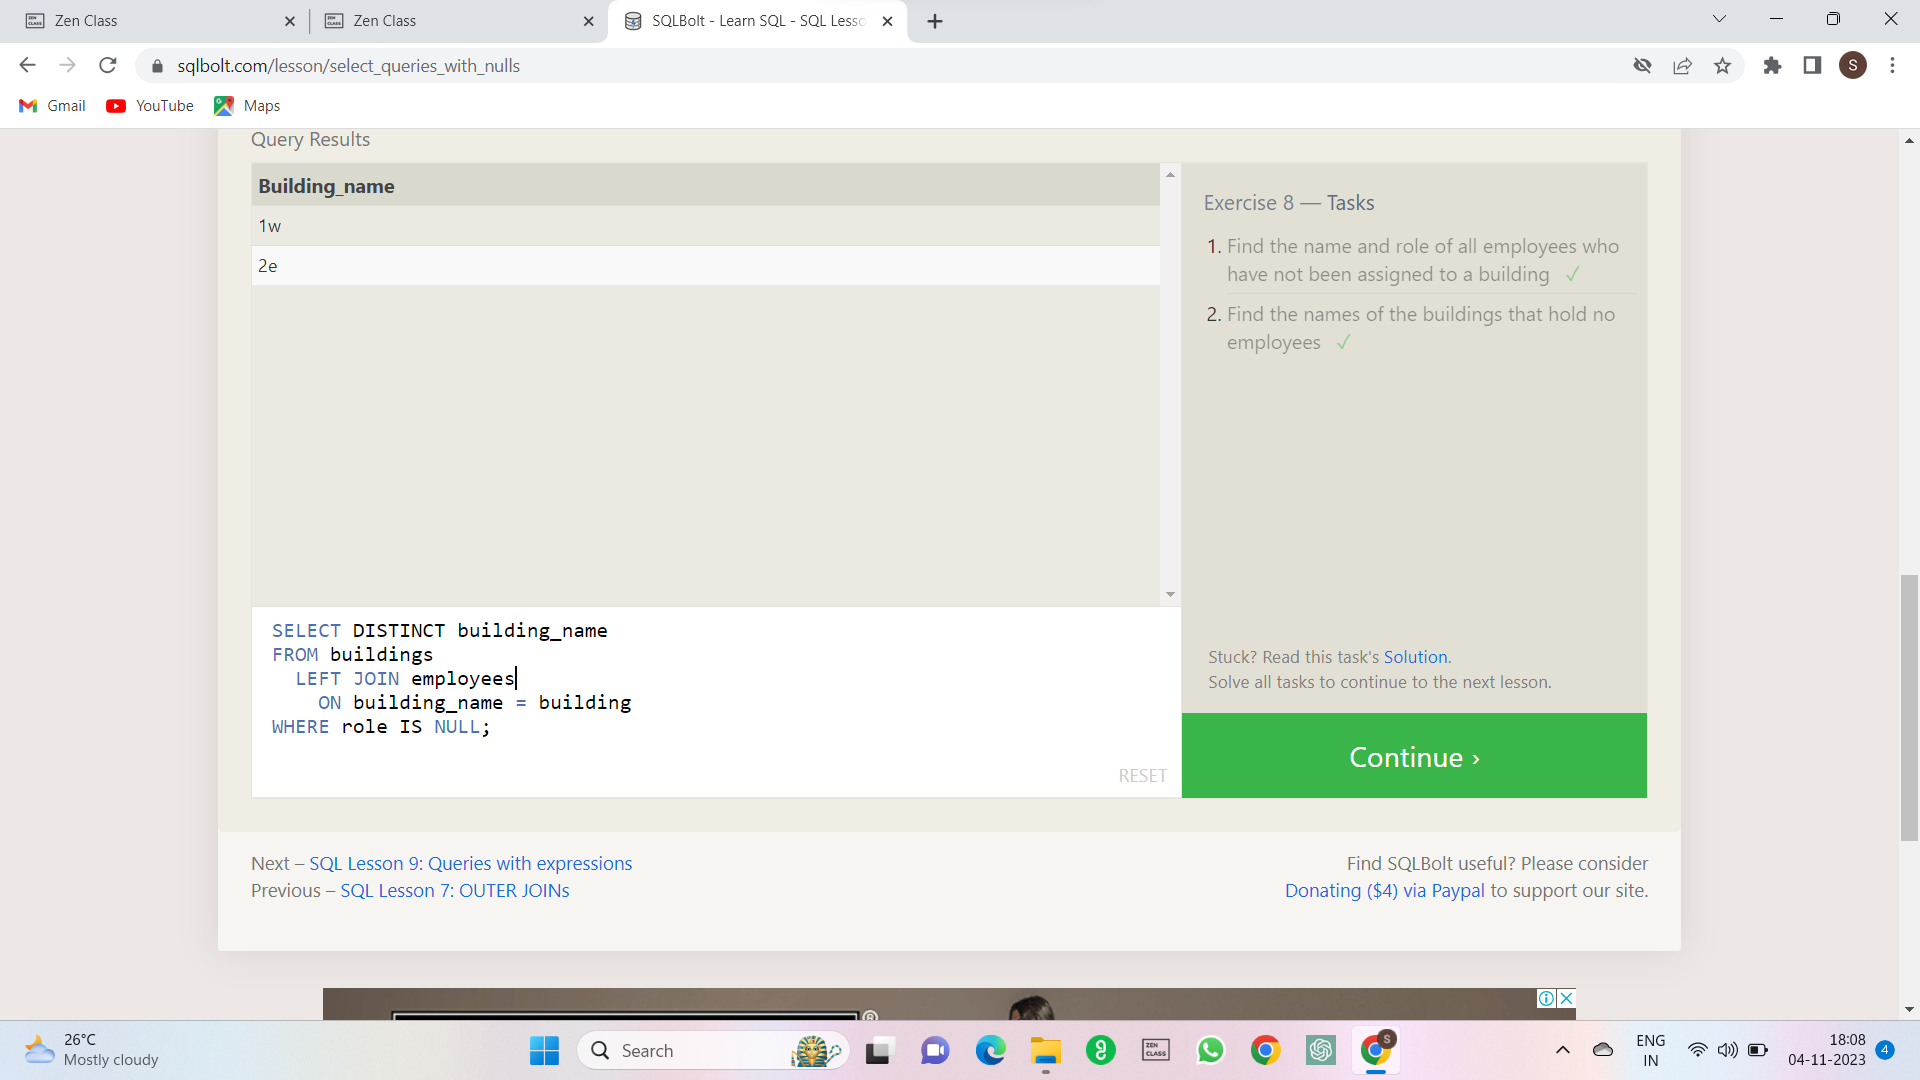 Zen Class
Zen Class
SQLBolt - Learn SQL - SQL Lesso
sqlbolt.com/lesson/select_queries_with_nulls
S
Gmail
YouTube
Maps
Query Results
Building_name
1w
2e
Exercise 8 — Tasks
1. Find the name and role of all employees who
have not been assigned to a building ✓
2. Find the names of the buildings that hold no
employees ✓
SELECT DISTINCT building_name
FROM buildings
LEFT JOIN employees
ON building_name = building
WHERE role IS NULL;
RESET
Stuck? Read this task's Solution.
Solve all tasks to continue to the next lesson.
Continue ›
Next – SQL Lesson 9: Queries with expressions
Previous – SQL Lesson 7: OUTER JOINs
Find SQLBolt useful? Please consider
Donating ($4) via Paypal to support our site.
®
26°C
Mostly cloudy
Search
ZEN
CLASS
S
ENG
IN
18:08
04-11-2023
4